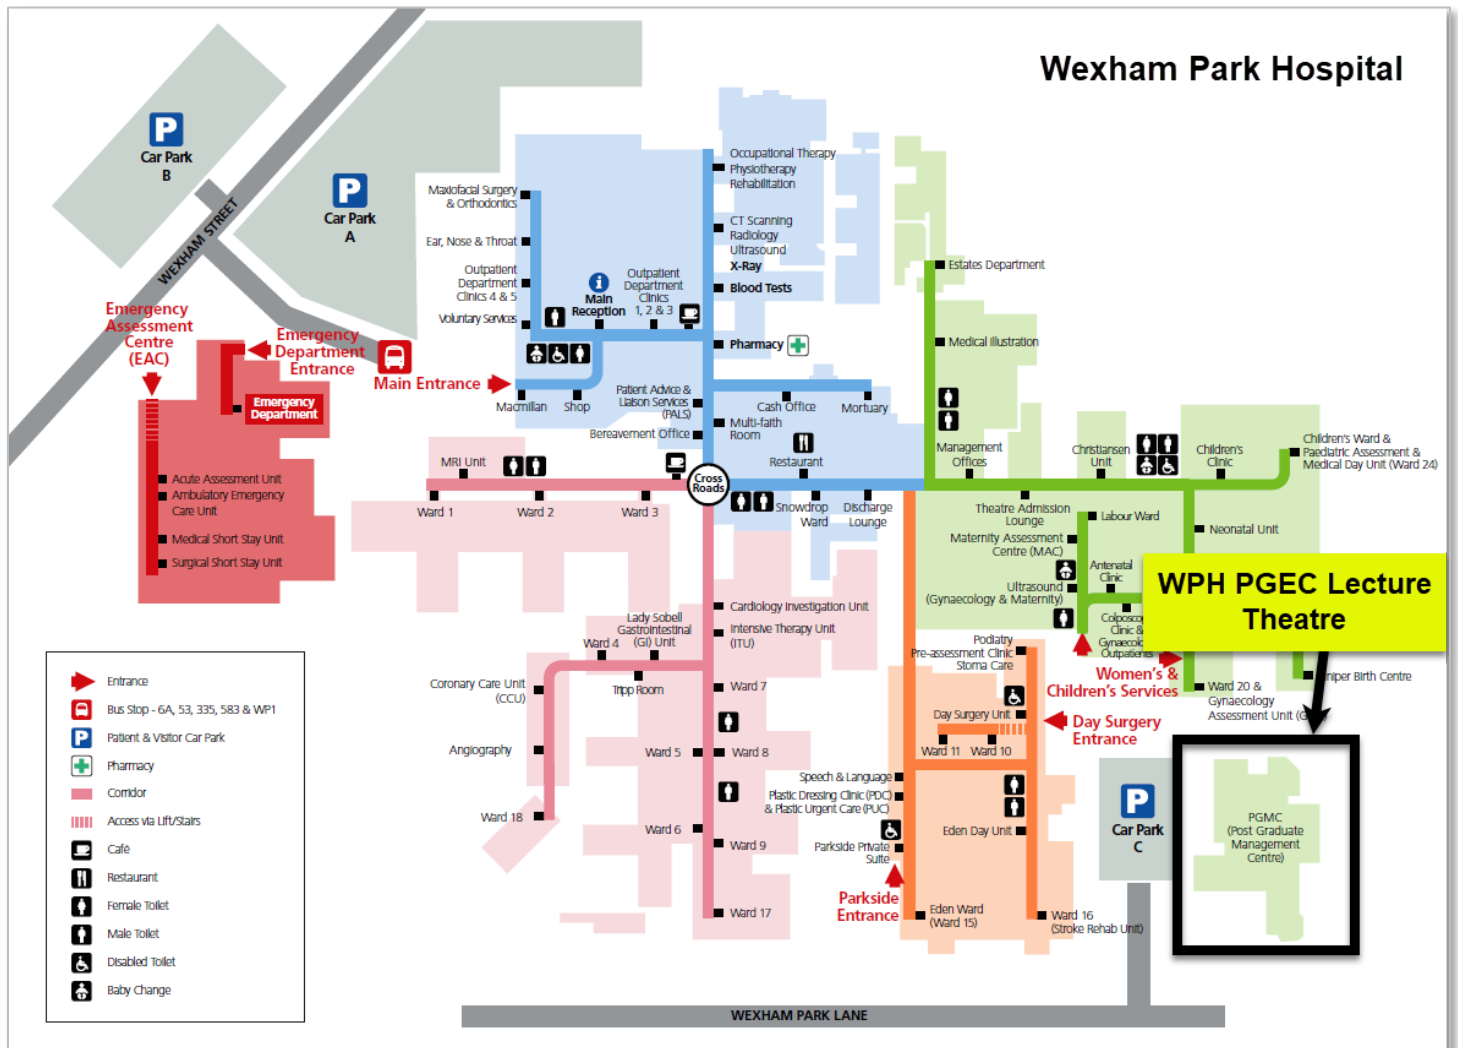 Wexham Park Hospital
P
Car Park
B
P
Car Park
A
WEXHAM STREET
Maxiofacial Surgery
& Orthodontics
Ear, Nose & Throat
Outpatient
Department
Clinics 4 & 5
Voluntary Services
i
Main
Reception
Outpatient
Department
Clinics
1, 2 & 3
Occupational Therapy
Physiotherapy
Rehabilitation
CT Scanning
Radiology
Ultrasound
X-Ray
Blood Tests
Pharmacy
Estates Department
Medical Illustration
Emergency
Assessment
Centre
(EAC)
Emergency
Department
Entrance
Main Entrance
Emergency
Department
Macmillan
Shop
Patient Advice &
Liaison Services
(PALS)
Bereavement Office
Cash Office
Mortuary
Multi-faith
Room
Restaurant
Management
Offices
Christiansen
Unit
Children's
Clinic
Children's Ward &
Paediatric Assessment &
Medical Day Unit (Ward 24)
MRI Unit
Cross
Roads
Ward 1
Ward 2
Ward 3
Snowdrop
Ward
Discharge
Lounge
Theatre Admission
Lounge
Labour Ward
Maternity Assessment
Centre (MAC)
Neonatal Unit
Acute Assessment Unit
Ambulatory Emergency
Care Unit
Medical Short Stay Unit
Surgical Short Stay Unit
Antenatal
Clinic
Ultrasound
(Gynaecology & Maternity)
WPH PGEC Lecture
Theatre
Clinic &
Outpatients
Cardiology Investigation Unit
Intensive Therapy Unit
(ITU)
Lady Sobell
Gastrointestinal
(GI) Unit
Ward 4
Tripp Room
Coronary Care Unit
(CCU)
Ward 7
Angiography
Ward 5
Ward 8
Ward 18
Ward 6
Ward 9
Ward 17
Podiatry
Pre-assessment Clinic
Stoma Care
Women's &
Children's Services
Ward 20 &
Gynaecology
Assessment Unit
Birth Centre
Day Surgery Unit
Day Surgery
Entrance
Ward 11
Ward 10
Speech & Language
Plastic Dressing Clinic (PDC)
& Plastic Urgent Care (PUC)
Eden Day Unit
Parkside Private
Suite
Parkside
Entrance
Eden Ward
(Ward 15)
Ward 16
(Stroke Rehab Unit)
P
Car Park
C
PGMC
(Post Graduate
Management
Centre)
Entrance
Bus Stop - 6A, 53, 335, 583 & WP1
P
Patient & Visitor Car Park
Pharmacy
Corridor
Access via Lift/Stairs
Café
Restaurant
Female Toilet
Male Toilet
Disabled Toilet
Baby Change
WEXHAM PARK LANE